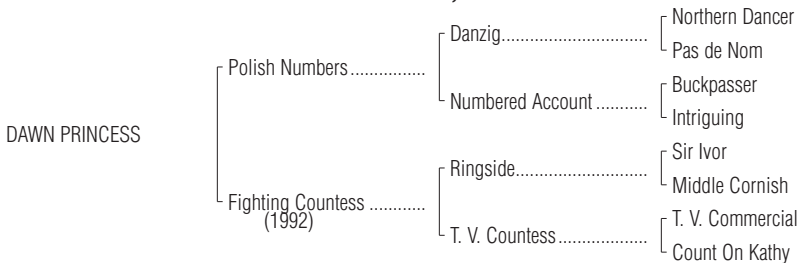 Northern Dancer
Danzig..............................
Pas de Nom
Polish Numbers................
Buckpasser
Numbered Account ...........
Intriguing
DAWN PRINCESS
Sir Ivor
Ringside...........................
Middle Cornish
Fighting Countess ............
(1992)
T. V. Commercial
T. V. Countess..................
Count On Kathy